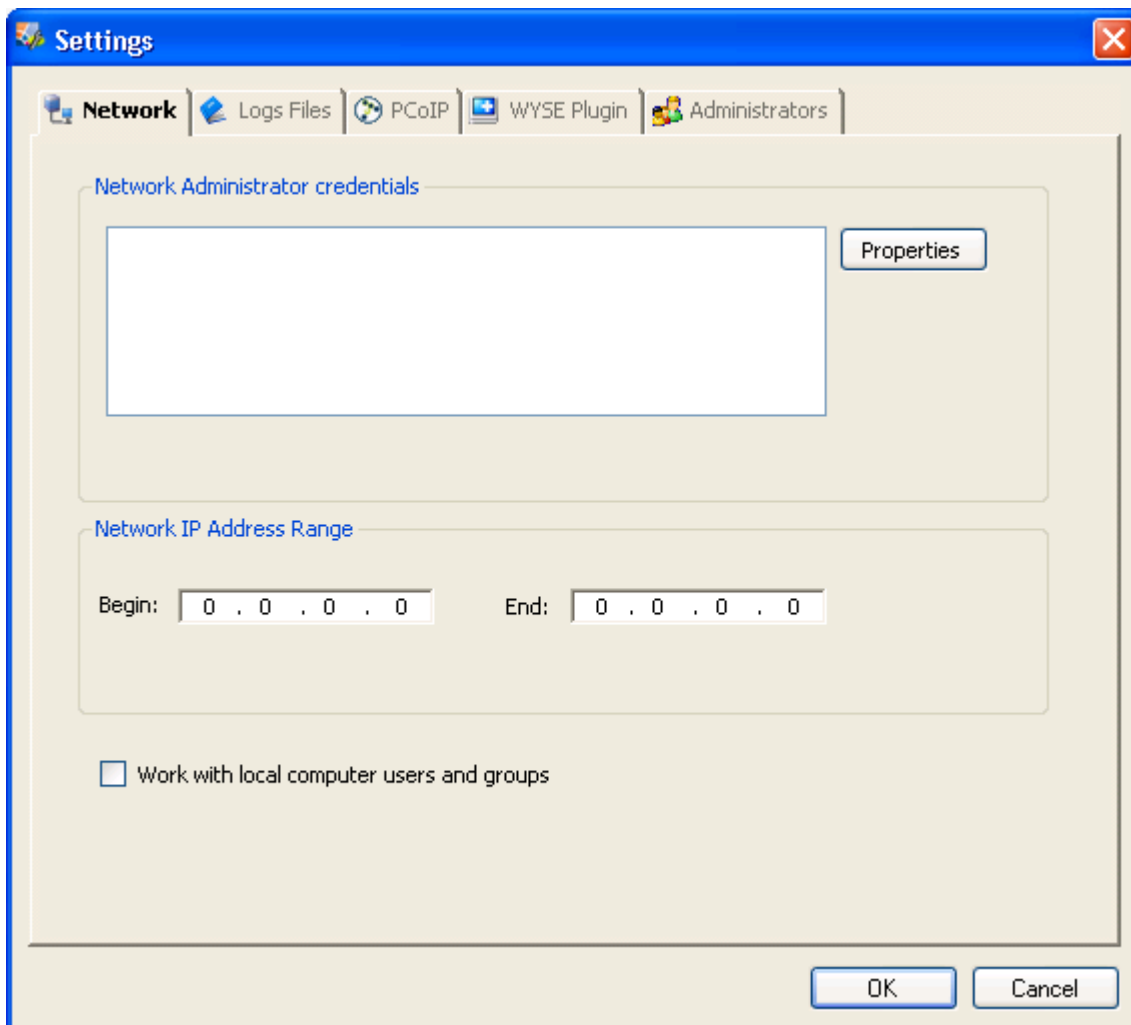 Settings
Network Logs Files PCoIP WYSE Plugin Administrators
Network Administrator credentials
Properties
Network IP Address Range
Begin: 0 . 0 . 0 . 0 End: 0 . 0 . 0 . 0
Work with local computer users and groups
OK Cancel